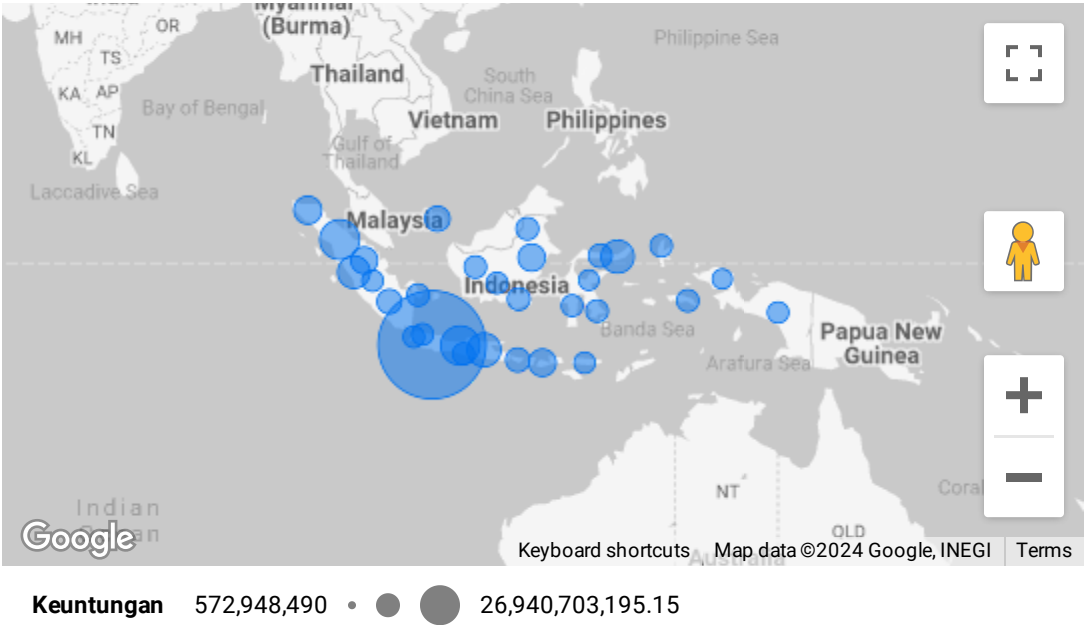 Myanmar
(Burma)
OR
MH
TS
Philippine Sea
Thailand
South
China Sea
KA
AP
Bay of Bengal
Vietnam
Philippines
TN
Gulf of
Thailand
KL
Laccadive Sea
Malaysia
Indonesia
Banda Sea
Papua New
Guinea
Arafura Sea
NT
Coral
Indian
QLD
Google
Australia
Keyboard shortcuts
Map data ©2024 Google, INEGI
Terms
Keuntungan 572,948,490 26,940,703,195.15